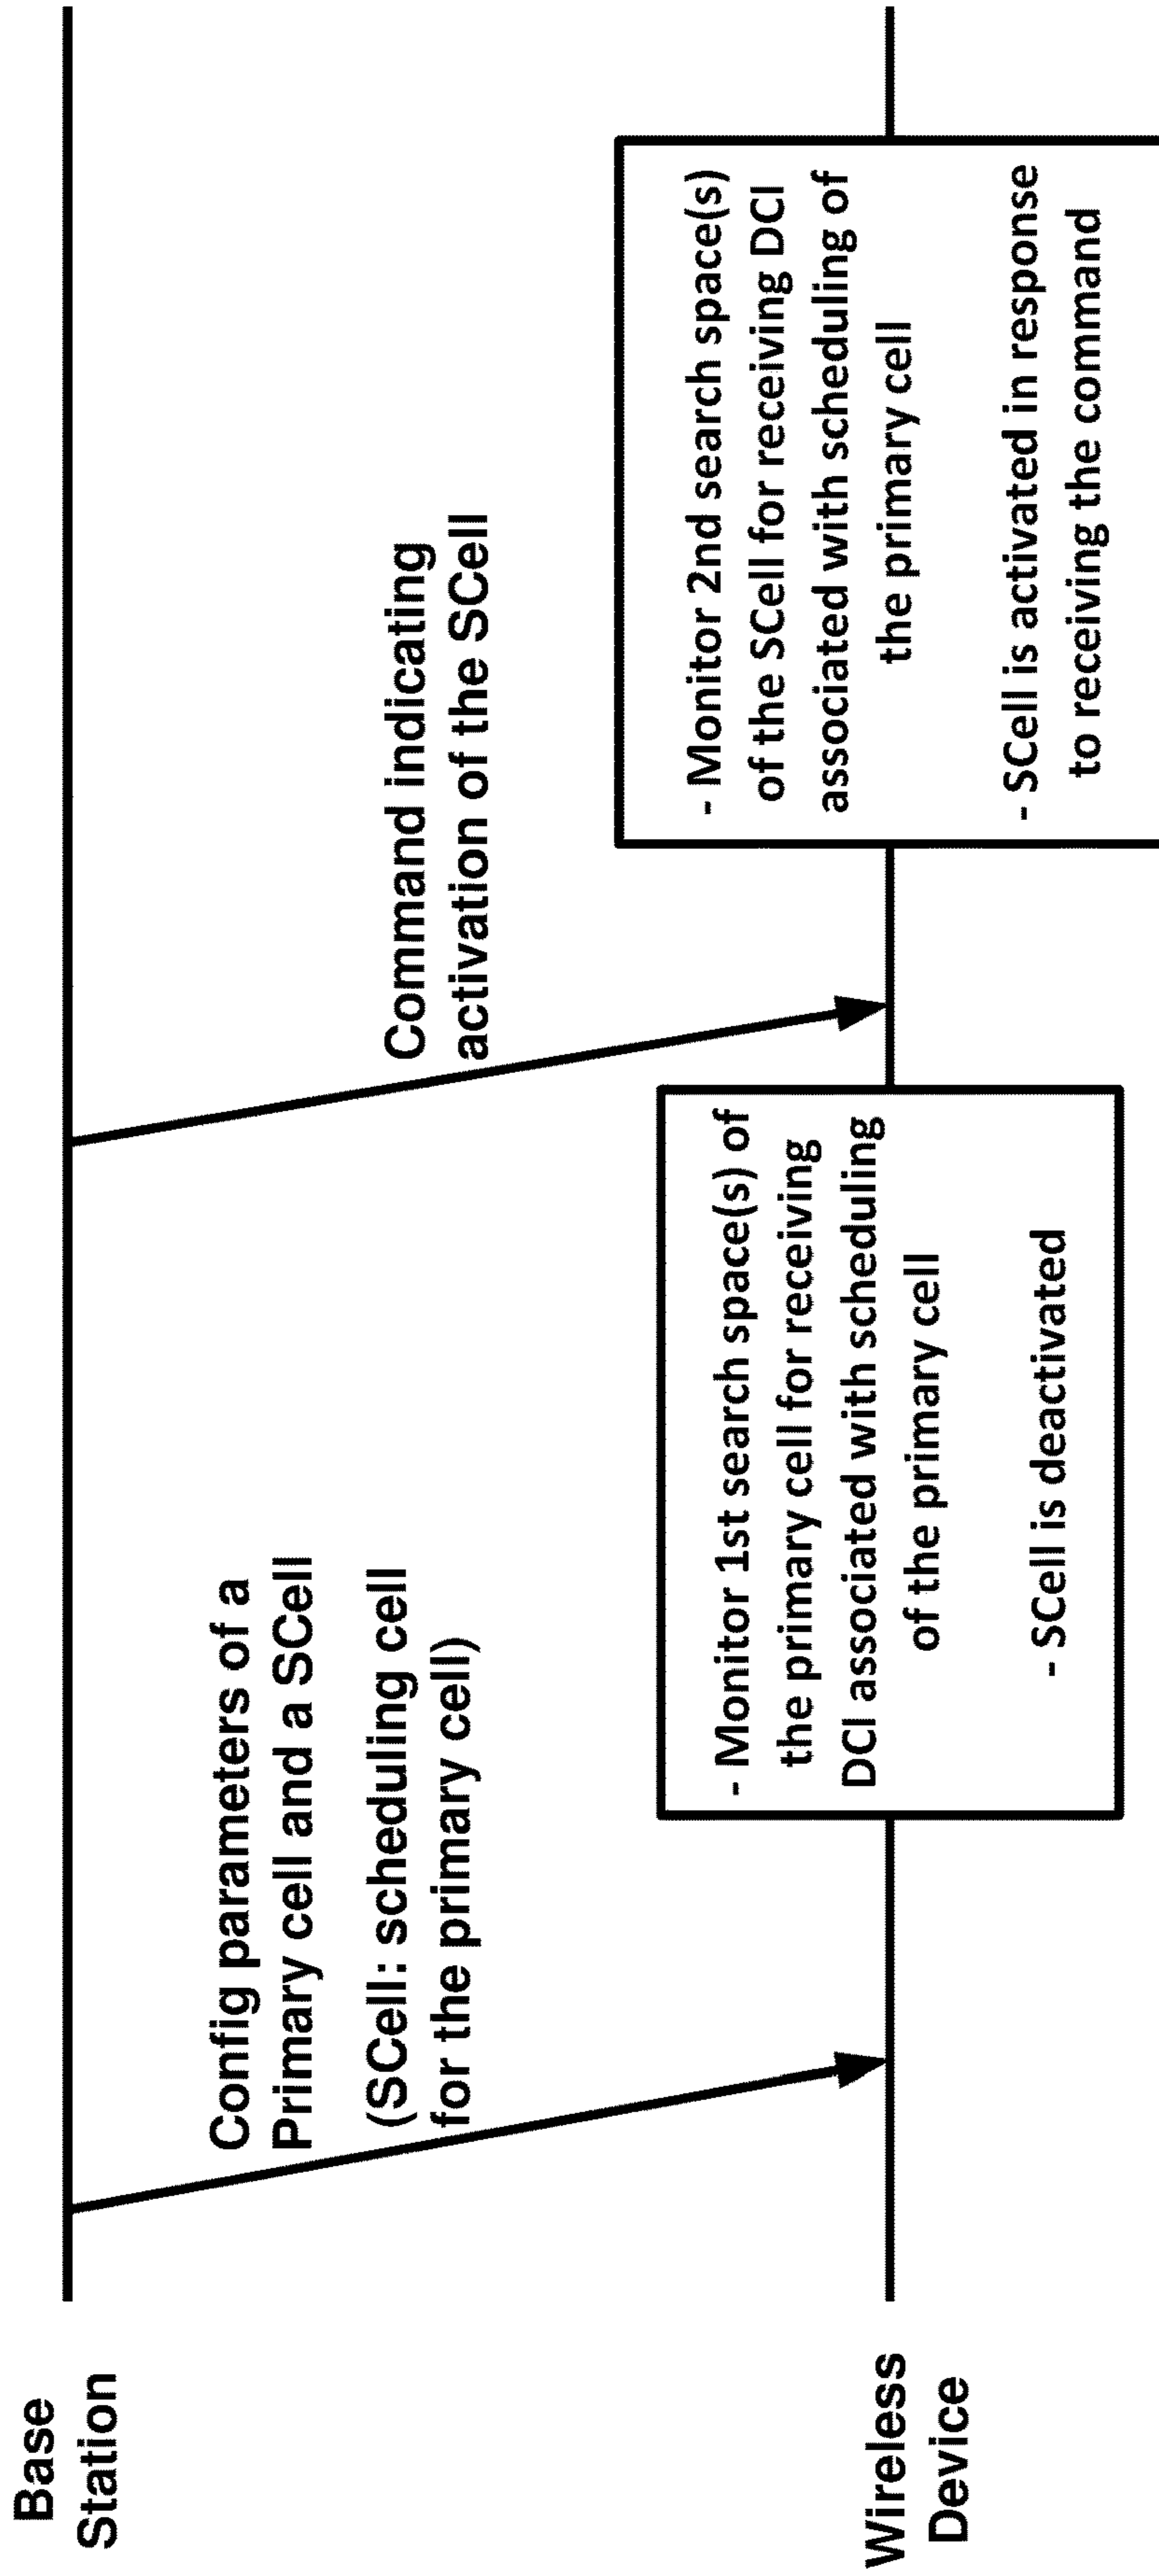 Base
Station
Config parameters of a
Primary cell and a SCell
(SCell: scheduling cell
for the primary cell)
Command indicating
activation of the SCell
Wireless
Device
- Monitor 1st search space(s) of
the primary cell for receiving
DCI associated with scheduling
of the primary cell
- SCell is deactivated
- Monitor 2nd search space(s)
of the SCell for receiving DCI
associated with scheduling of
the primary cell
- SCell is activated in response
to receiving the command